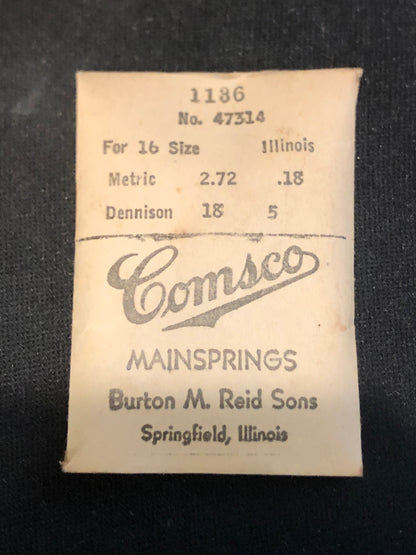 1186
No. 47314
For 16 Size Illinois
Metric 2.72 .18
Dennison 18 5
Comsco
MAINSPRINGS
Burton M. Reid Sons
Springfield, Illinois